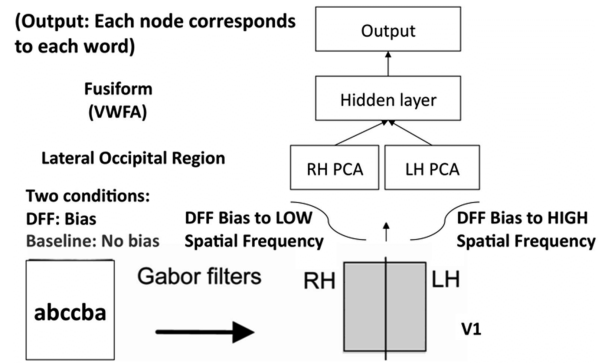 (Output: Each node corresponds
to each word)
Output
Fusiform
(VWFA)
Hidden layer
Lateral Occipital Region
RH PCA
LH PCA
Two conditions:
DFF: Bias
Baseline: No bias
DFF Bias to LOW
Spatial Frequency
DFF Bias to HIGH
Spatial Frequency
abccba
Gabor filters
RH
LH
V1